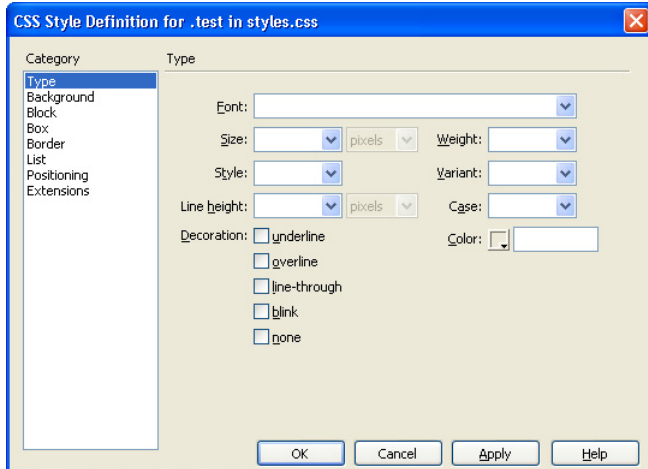 CSS Style Definition for .test in styles.css
Category
Type
Type
Background
Block
Box
Border
List
Positioning
Extensions
Font:
Size: pixels Weight:
Style: Variant:
Line height: pixels Case:
Decoration: underline Color:
overline
line-through
blink
none
OK Cancel Apply Help